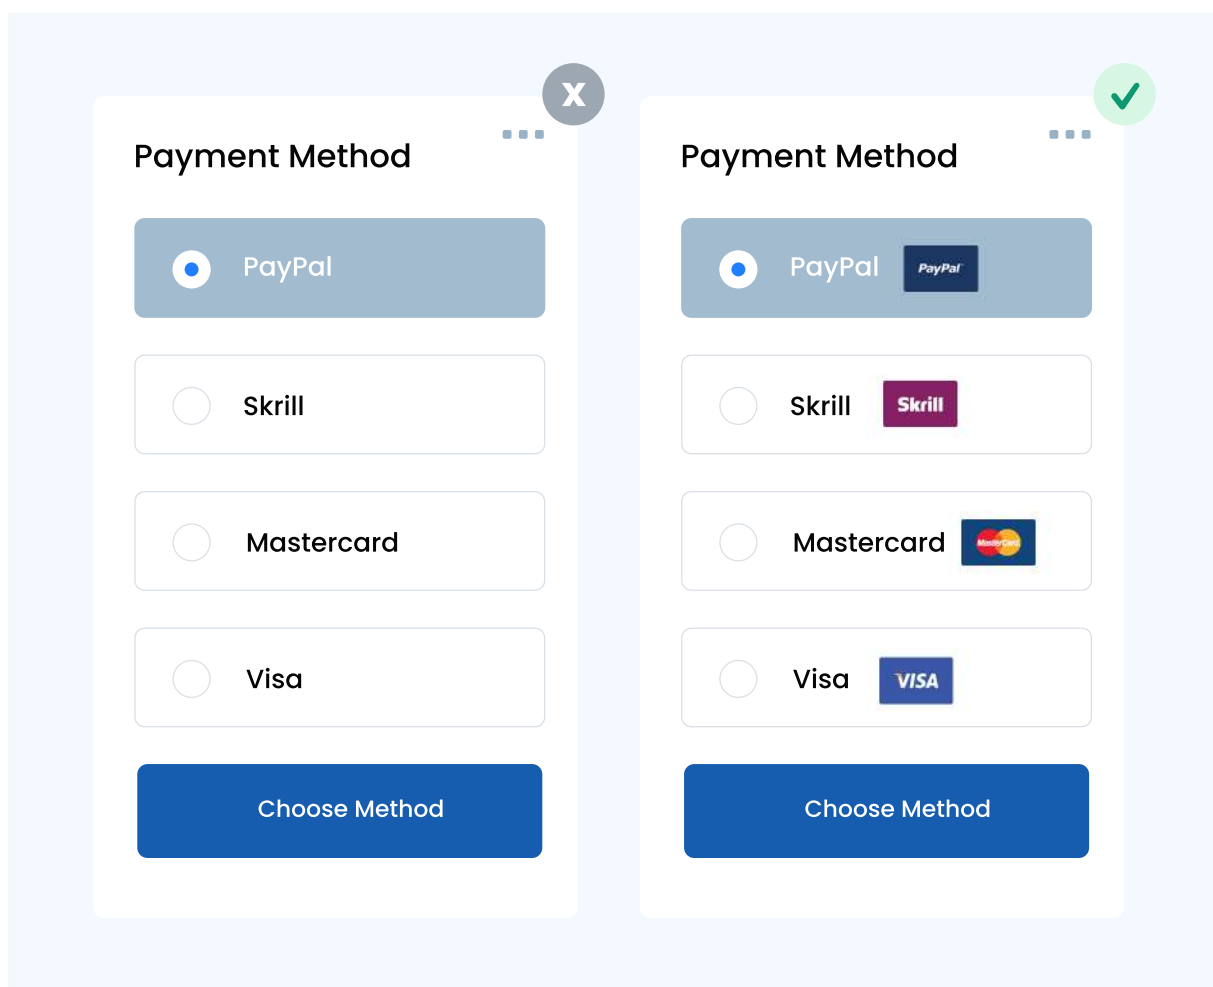 X
Payment Method
PayPal
Skrill
Mastercard
Visa
Choose Method
Payment Method
PayPal PayPal
Skrill Skrill
Mastercard MasterCard
Visa VISA
Choose Method